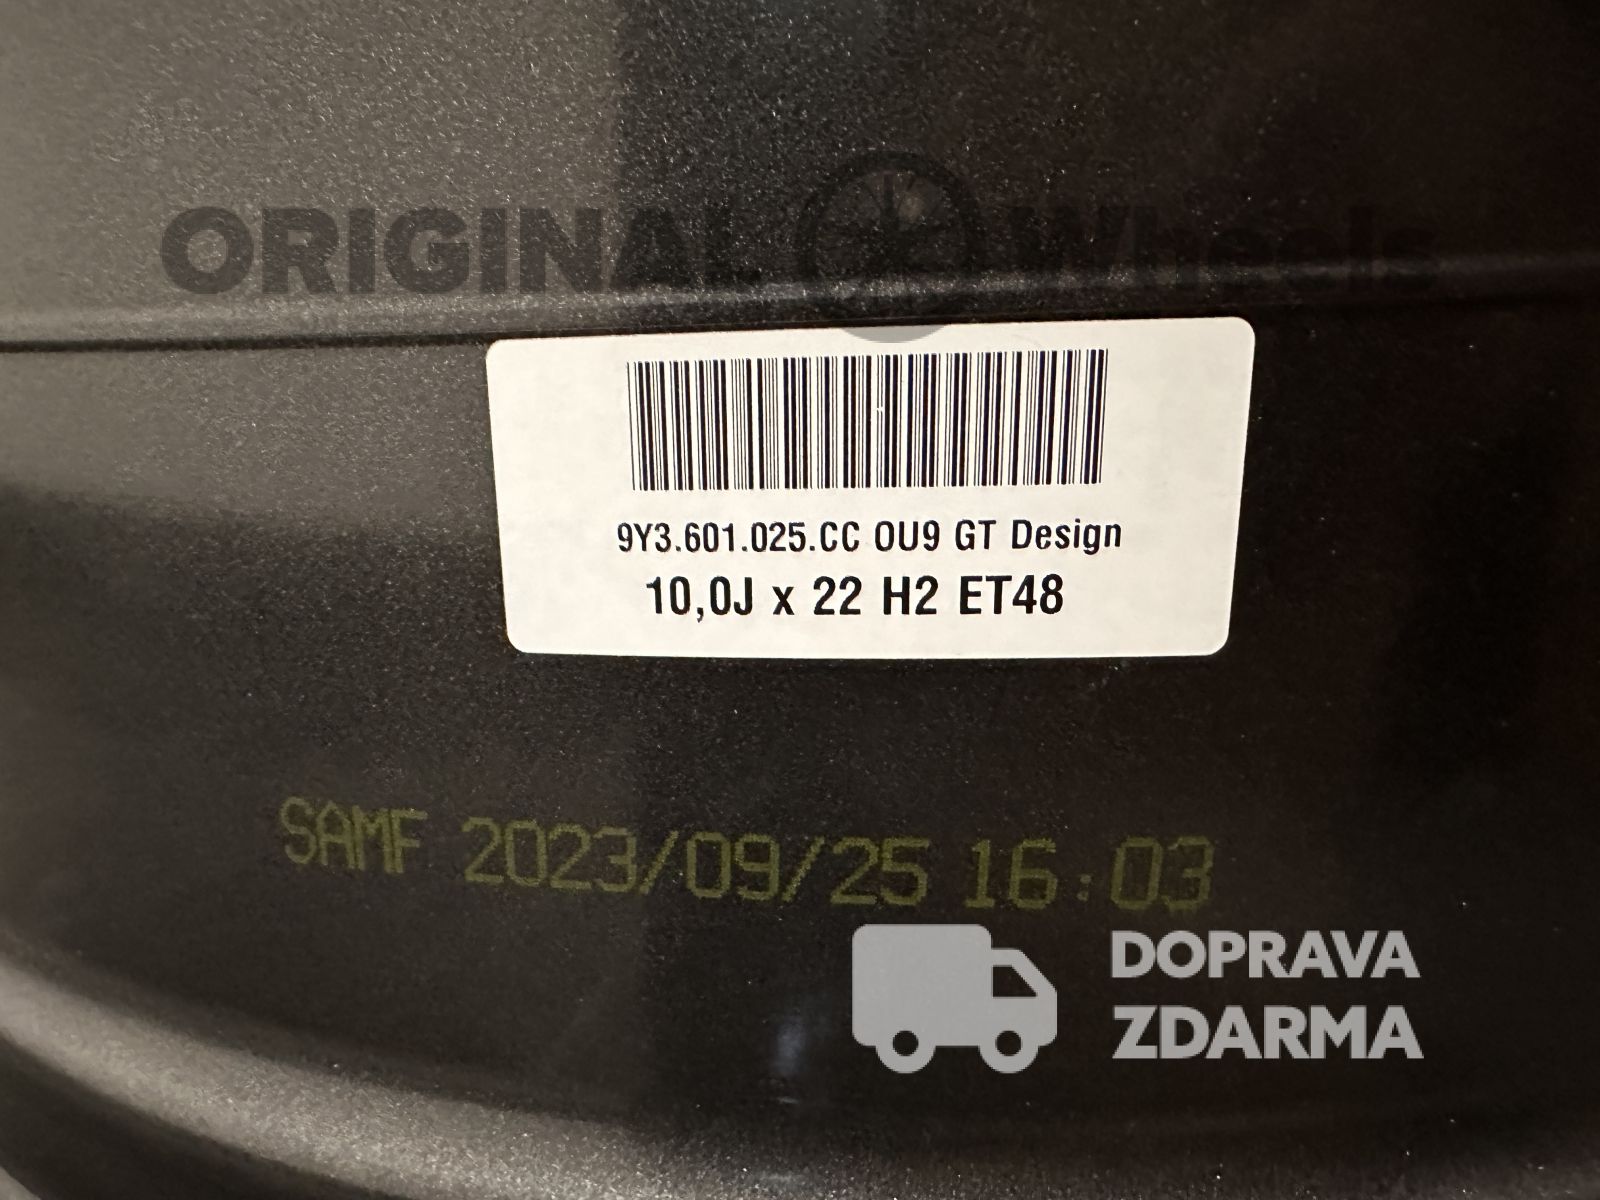 ORIGINAL Wheels
9Y3.601.025.CC OU9 GT Design
10,0J x 22 H2 ET48
SAMF 2023/09/25 16:03
DOPRAVA
ZDARMA